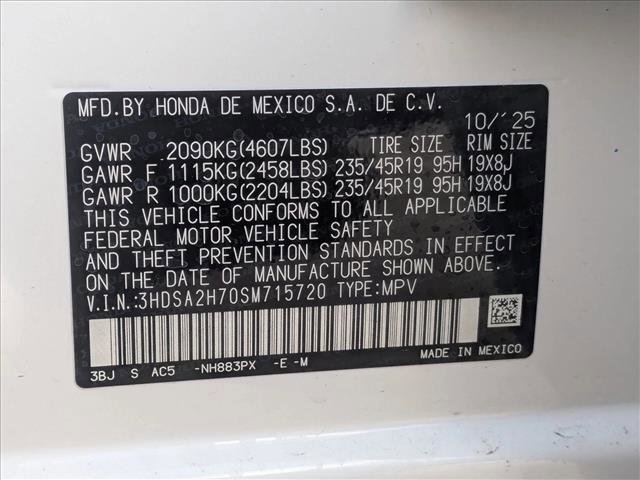 MFD.BY HONDA DE MEXICO S.A. DE C.V.
10/'25
GVWR 2090KG(4607LBS) TIRE SIZE RIM SIZE
GAWR F 1115KG(2458LBS) 235/45R19 95H 19X8J
GAWR R 1000KG(2204LBS) 235/45R19 95H 19X8J
THIS VEHICLE CONFORMS TO ALL APPLICABLE
FEDERAL MOTOR VEHICLE SAFETY
AND THEFT PREVENTION STANDARDS IN EFFECT
ON THE DATE OF MANUFACTURE SHOWN ABOVE.
V.I.N.:3HDSA2H70SM715720 TYPE:MPV
3BJ S AC5 -NH883PX -E -M
MADE IN MEXICO